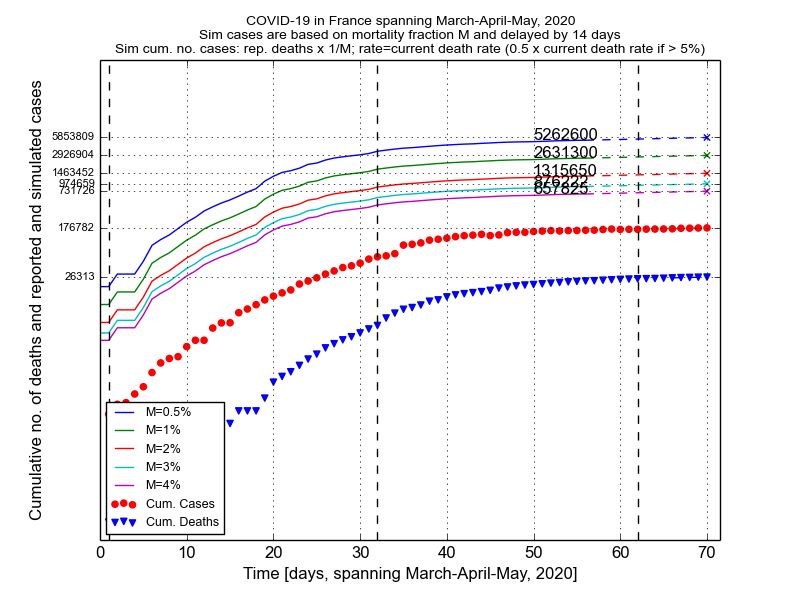 COVID-19 in France spanning March-April-May, 2020
Sim cases are based on mortality fraction M and delayed by 14 days
Sim cum. no. cases: rep. deaths x 1/M; rate=current death rate (0.5 x current death rate if > 5%)
Cumulative no. of deaths and reported and simulated cases
5853809
2926904
1463452
974659
731726
176782
26313
5262600
2631300
1315650
876222
657825
M=0.5%
M=1%
M=2%
M=3%
M=4%
Cum. Cases
Cum. Deaths
0 10 20 30 40 50 60 70
Time [days, spanning March-April-May, 2020]